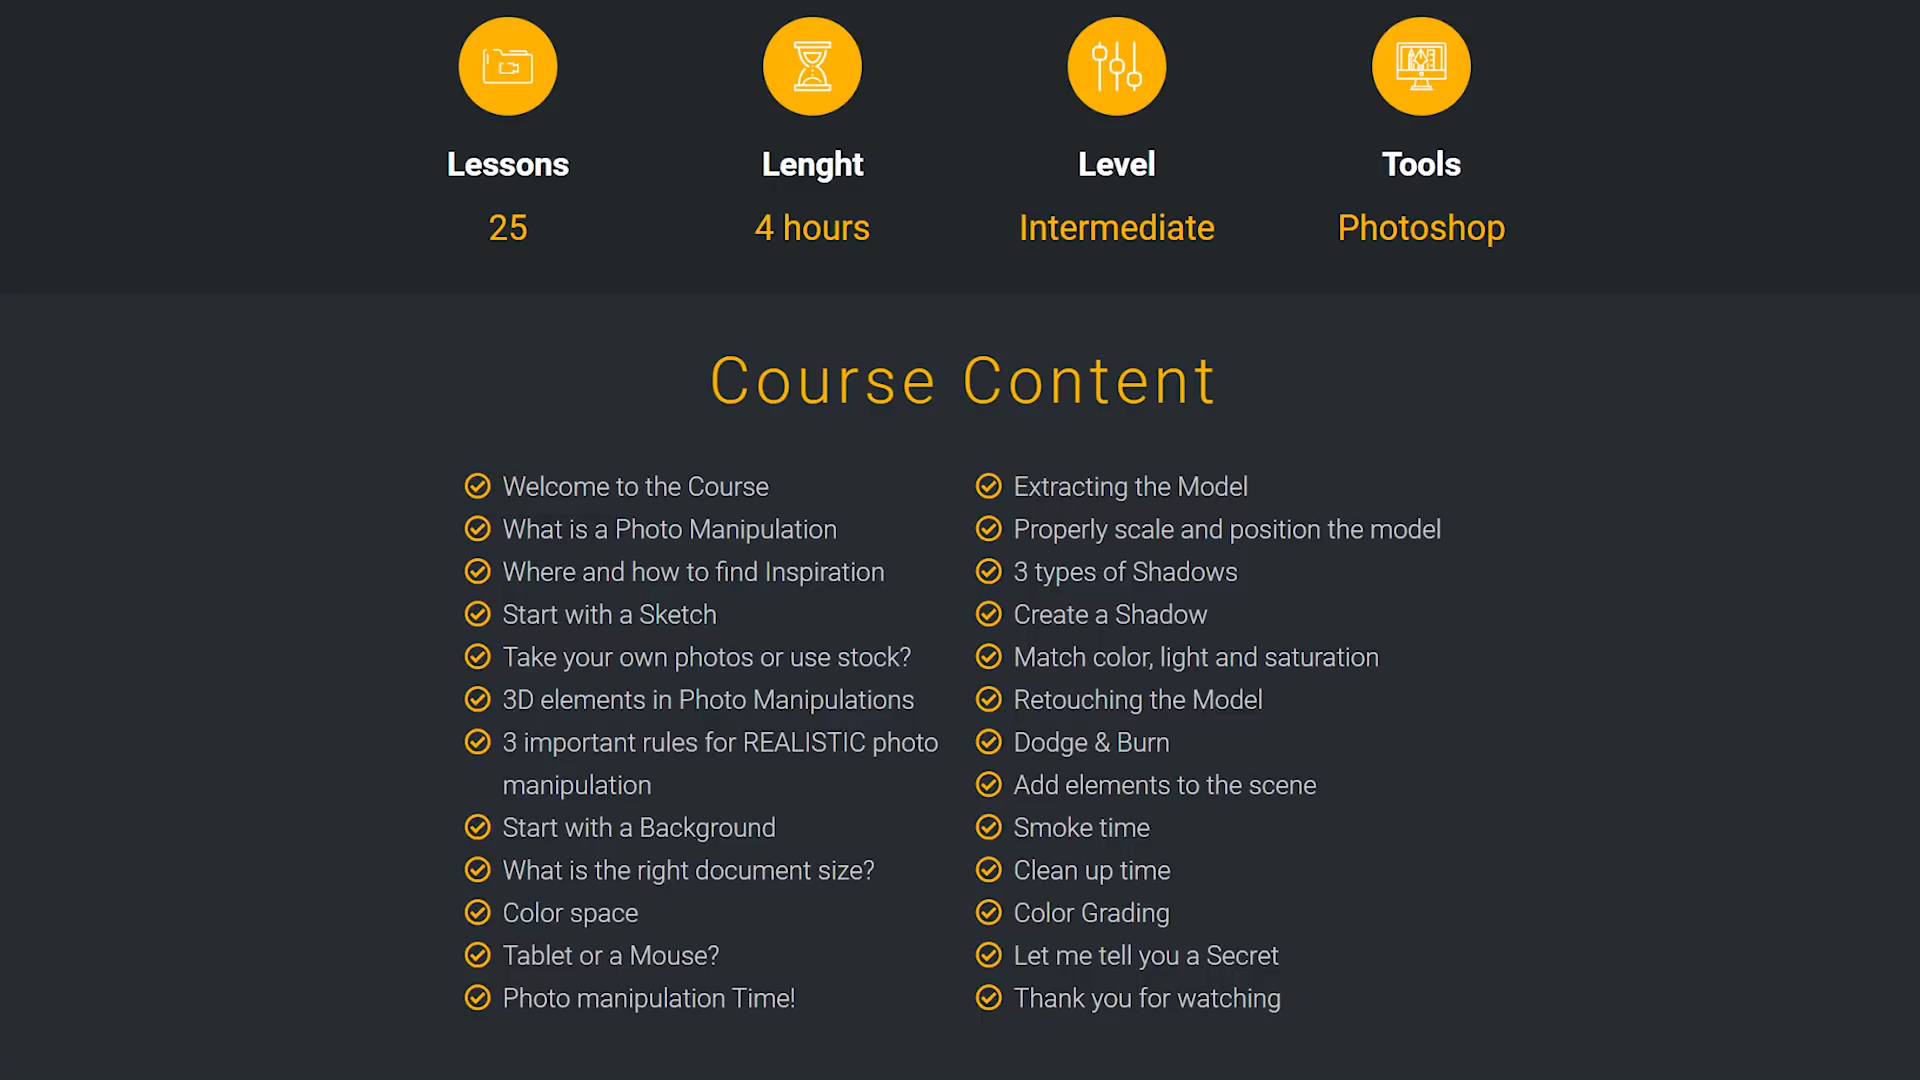 Lessons
Lenght
Level
Tools
25
4 hours
Intermediate
Photoshop
Course Content
Welcome to the Course
What is a Photo Manipulation
Where and how to find Inspiration
Start with a Sketch
Take your own photos or use stock?
3D elements in Photo Manipulations
3 important rules for REALISTIC photo
manipulation
Start with a Background
What is the right document size?
Color space
Tablet or a Mouse?
Photo manipulation Time!
Extracting the Model
Properly scale and position the model
3 types of Shadows
Create a Shadow
Match color, light and saturation
Retouching the Model
Dodge & Burn
Add elements to the scene
Smoke time
Clean up time
Color Grading
Let me tell you a Secret
Thank you for watching